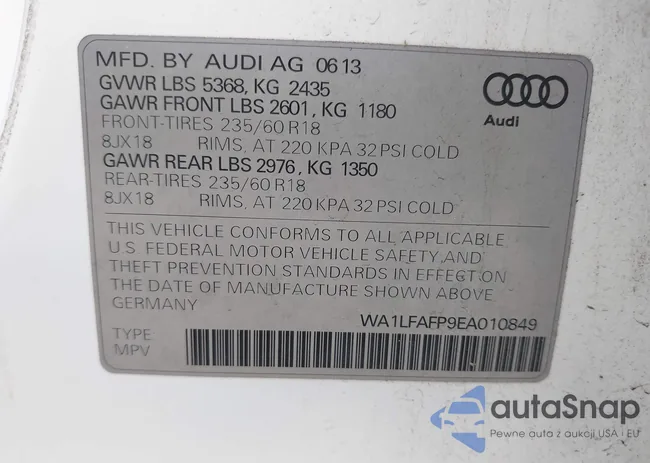 MFD. BY AUDI AG 0613
GVWR LBS 5368, KG 2435
GAWR FRONT LBS 2601, KG 1180
FRONT-TIRES 235/60 R18
8JX18 RIMS, AT 220 KPA 32 PSI COLD
GAWR REAR LBS 2976, KG 1350
REAR-TIRES 235/60 R18
8JX18 RIMS, AT 220 KPA 32 PSI COLD
Audi
THIS VEHICLE CONFORMS TO ALL APPLICABLE
U.S. FEDERAL MOTOR VEHICLE SAFETY,AND
THEFT PREVENTION STANDARDS IN EFFECT ON
THE DATE OF MANUFACTURE SHOWN ABOVE
GERMANY
WA1LFAFP9EA010849
TYPE
MPV
autaSnap
Pewne auta z aukcji USA i EU